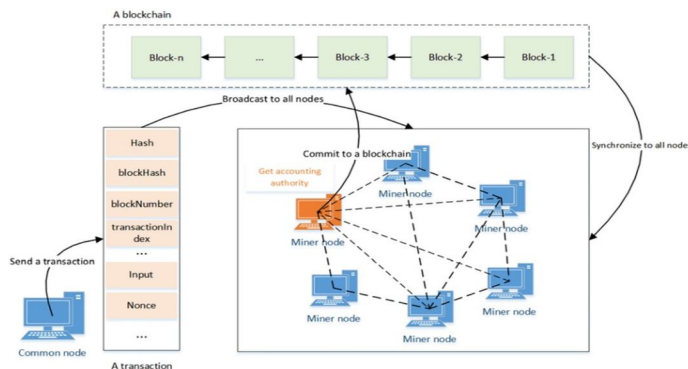 A blockchain
Block-n
...
Block-3
Block-2
Block-1
Broadcast to all nodes
Synchronize to all node
Hash
blockHash
blockNumber
transactionIn
dex
...
Input
Nonce
...
A transaction
Send a transaction
Common node
Commit to a blockchain
Get accounting
authority
Miner node
Miner node
Miner node
Miner node
Miner node
Miner node